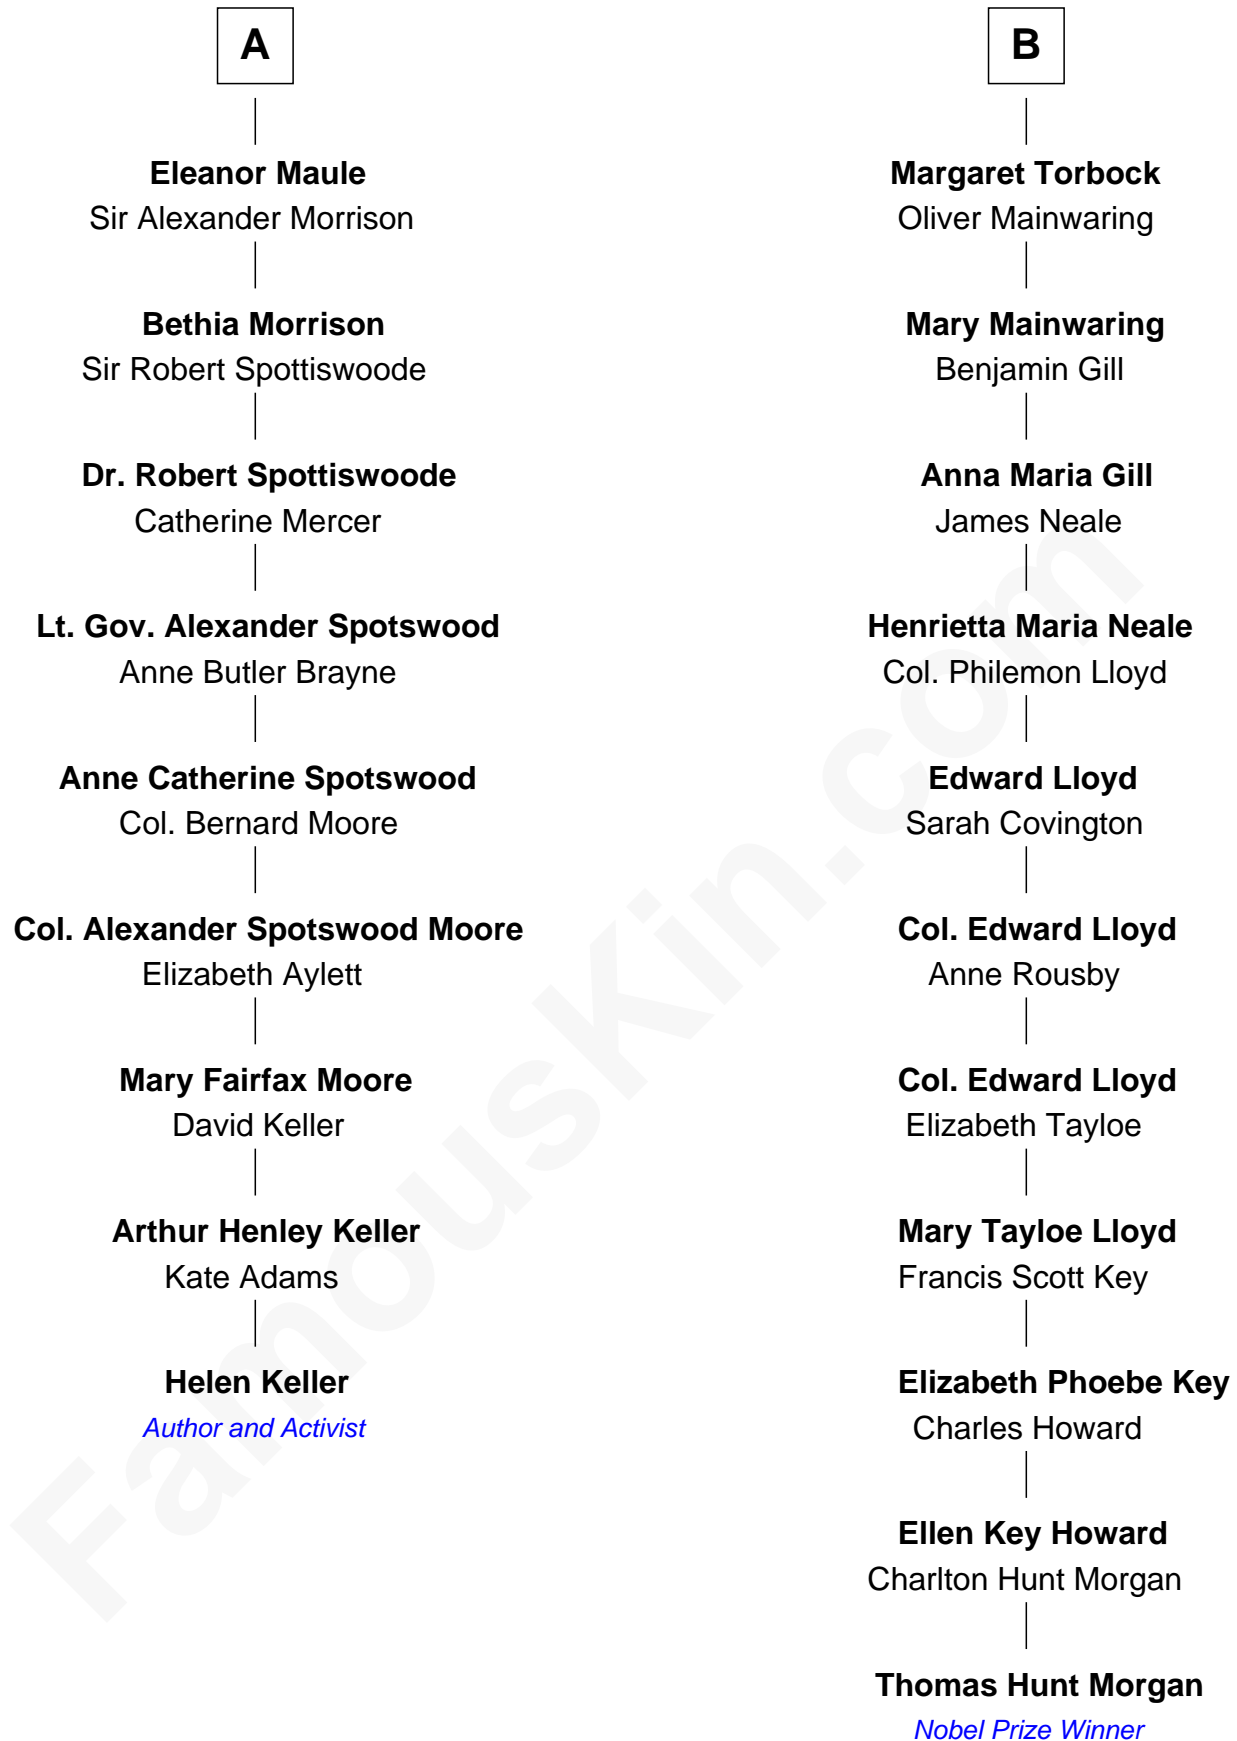 A
Eleanor Maule
Sir Alexander Morrison
Bethia Morrison
Sir Robert Spottiswoode
Dr. Robert Spottiswoode
Catherine Mercer
Lt. Gov. Alexander Spotswood
Anne Butler Brayne
Anne Catherine Spotswood
Col. Bernard Moore
Col. Alexander Spotswood Moore
Elizabeth Aylett
Mary Fairfax Moore
David Keller
Arthur Henley Keller
Kate Adams
Helen Keller
Author and Activist
B
Margaret Torbock
Oliver Mainwaring
Mary Mainwaring
Benjamin Gill
Anna Maria Gill
James Neale
Henrietta Maria Neale
Col. Philemon Lloyd
Edward Lloyd
Sarah Covington
Col. Edward Lloyd
Anne Rousby
Col. Edward Lloyd
Elizabeth Tayloe
Mary Tayloe Lloyd
Francis Scott Key
Elizabeth Phoebe Key
Charles Howard
Ellen Key Howard
Charlton Hunt Morgan
Thomas Hunt Morgan
Nobel Prize Winner
FamousKin.com